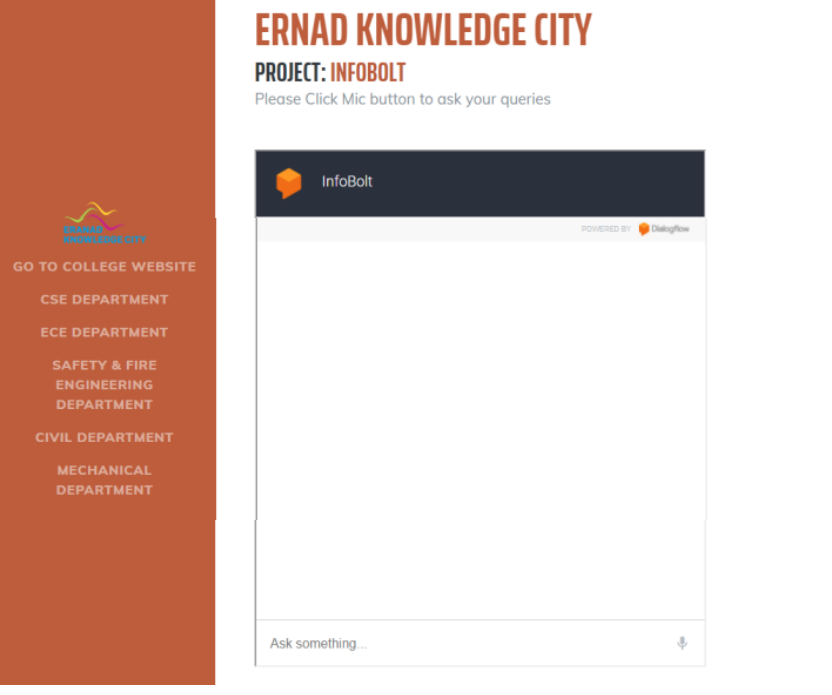 ERNAD KNOWLEDGE CITY
PROJECT: INFOBOLT
Please Click Mic button to ask your queries
InfoBolt
POWERED BY Dialogflow
Ask something...
ERANAD
KNOWLEDGE CITY
GO TO COLLEGE WEBSITE
CSE DEPARTMENT
ECE DEPARTMENT
SAFETY & FIRE
ENGINEERING
DEPARTMENT
CIVIL DEPARTMENT
MECHANICAL
DEPARTMENT